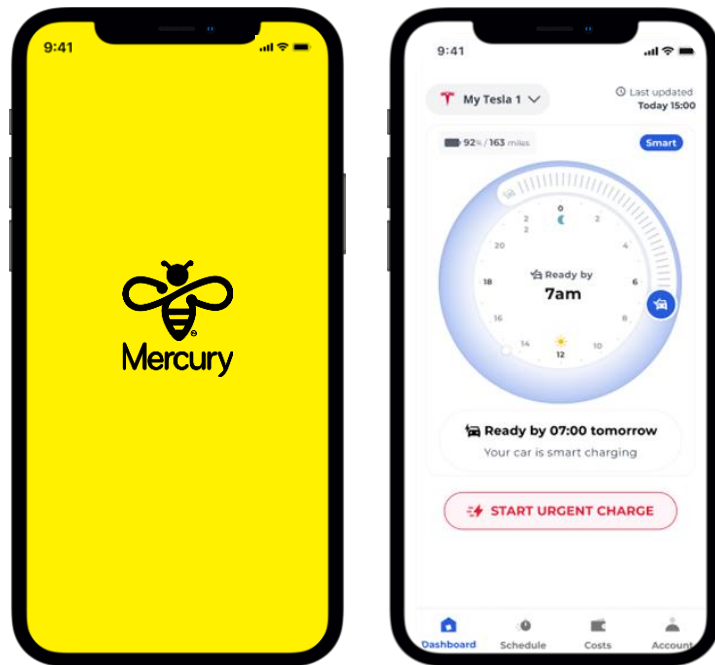 9:41
Mercury
9:41
My Tesla 1
Last updated
Today 15:00
92% / 163 miles
Smart
0
2
4
6
8
10
12
14
16
18
20
2
2
Ready by
7am
Ready by 07:00 tomorrow
Your car is smart charging
START URGENT CHARGE
Dashboard
Schedule
Costs
Account